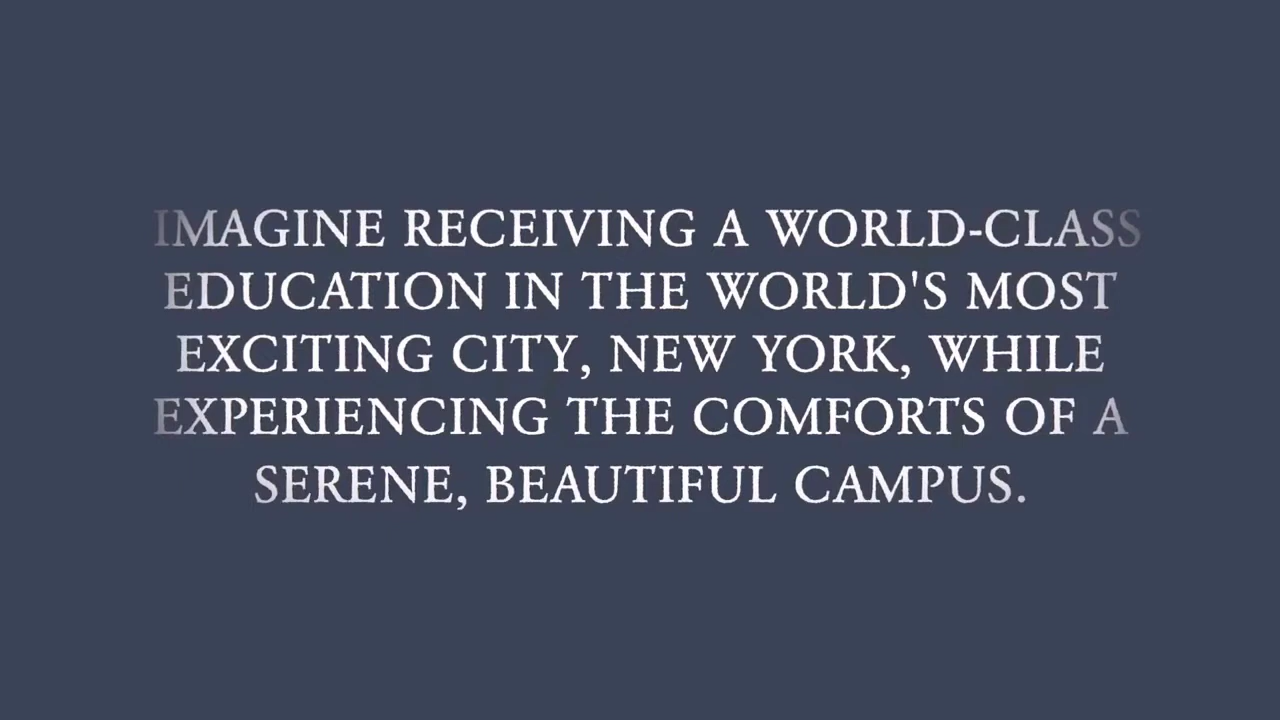 IMAGINE RECEIVING A WORLD-CLASS
EDUCATION IN THE WORLD'S MOST
EXCITING CITY, NEW YORK, WHILE
EXPERIENCING THE COMFORTS OF A
SERENE, BEAUTIFUL CAMPUS.